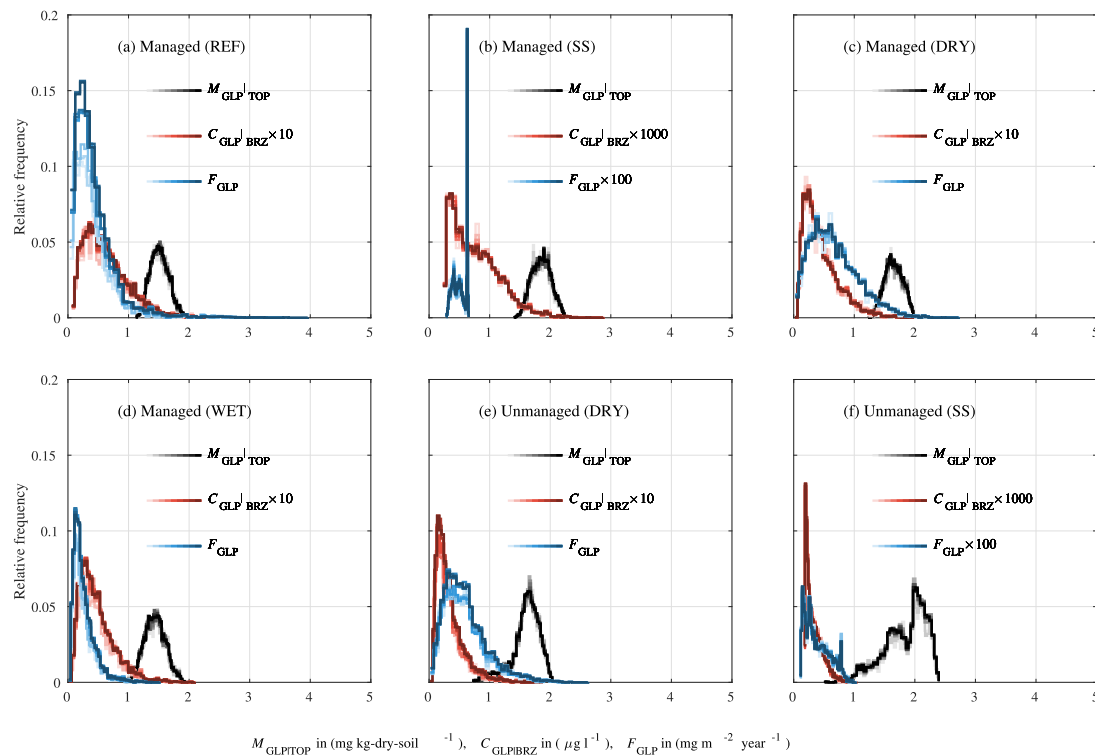 0.2
0.15
0.1
0.05
0
Relative frequency
(a) Managed (REF)
M GLP|TOP
C GLP|BRZ ×10
F GLP
0 1 2 3 4 5
(b) Managed (SS)
M GLP|TOP
C GLP|BRZ ×1000
F GLP ×100
0 1 2 3 4 5
(c) Managed (DRY)
M GLP|TOP
C GLP|BRZ ×10
F GLP
0 1 2 3 4 5
0.2
0.15
0.1
0.05
0
Relative frequency
(d) Managed (WET)
M GLP|TOP
C GLP|BRZ ×10
F GLP
0 1 2 3 4 5
(e) Unmanaged (DRY)
M GLP|TOP
C GLP|BRZ ×10
F GLP
0 1 2 3 4 5
(f) Unmanaged (SS)
M GLP|TOP
C GLP|BRZ ×1000
F GLP ×100
0 1 2 3 4 5
M GLP|TOP in (mg kg-dry-soil -1), C GLP|BRZ in (μg l-1), F GLP in (mg m-2 year-1)